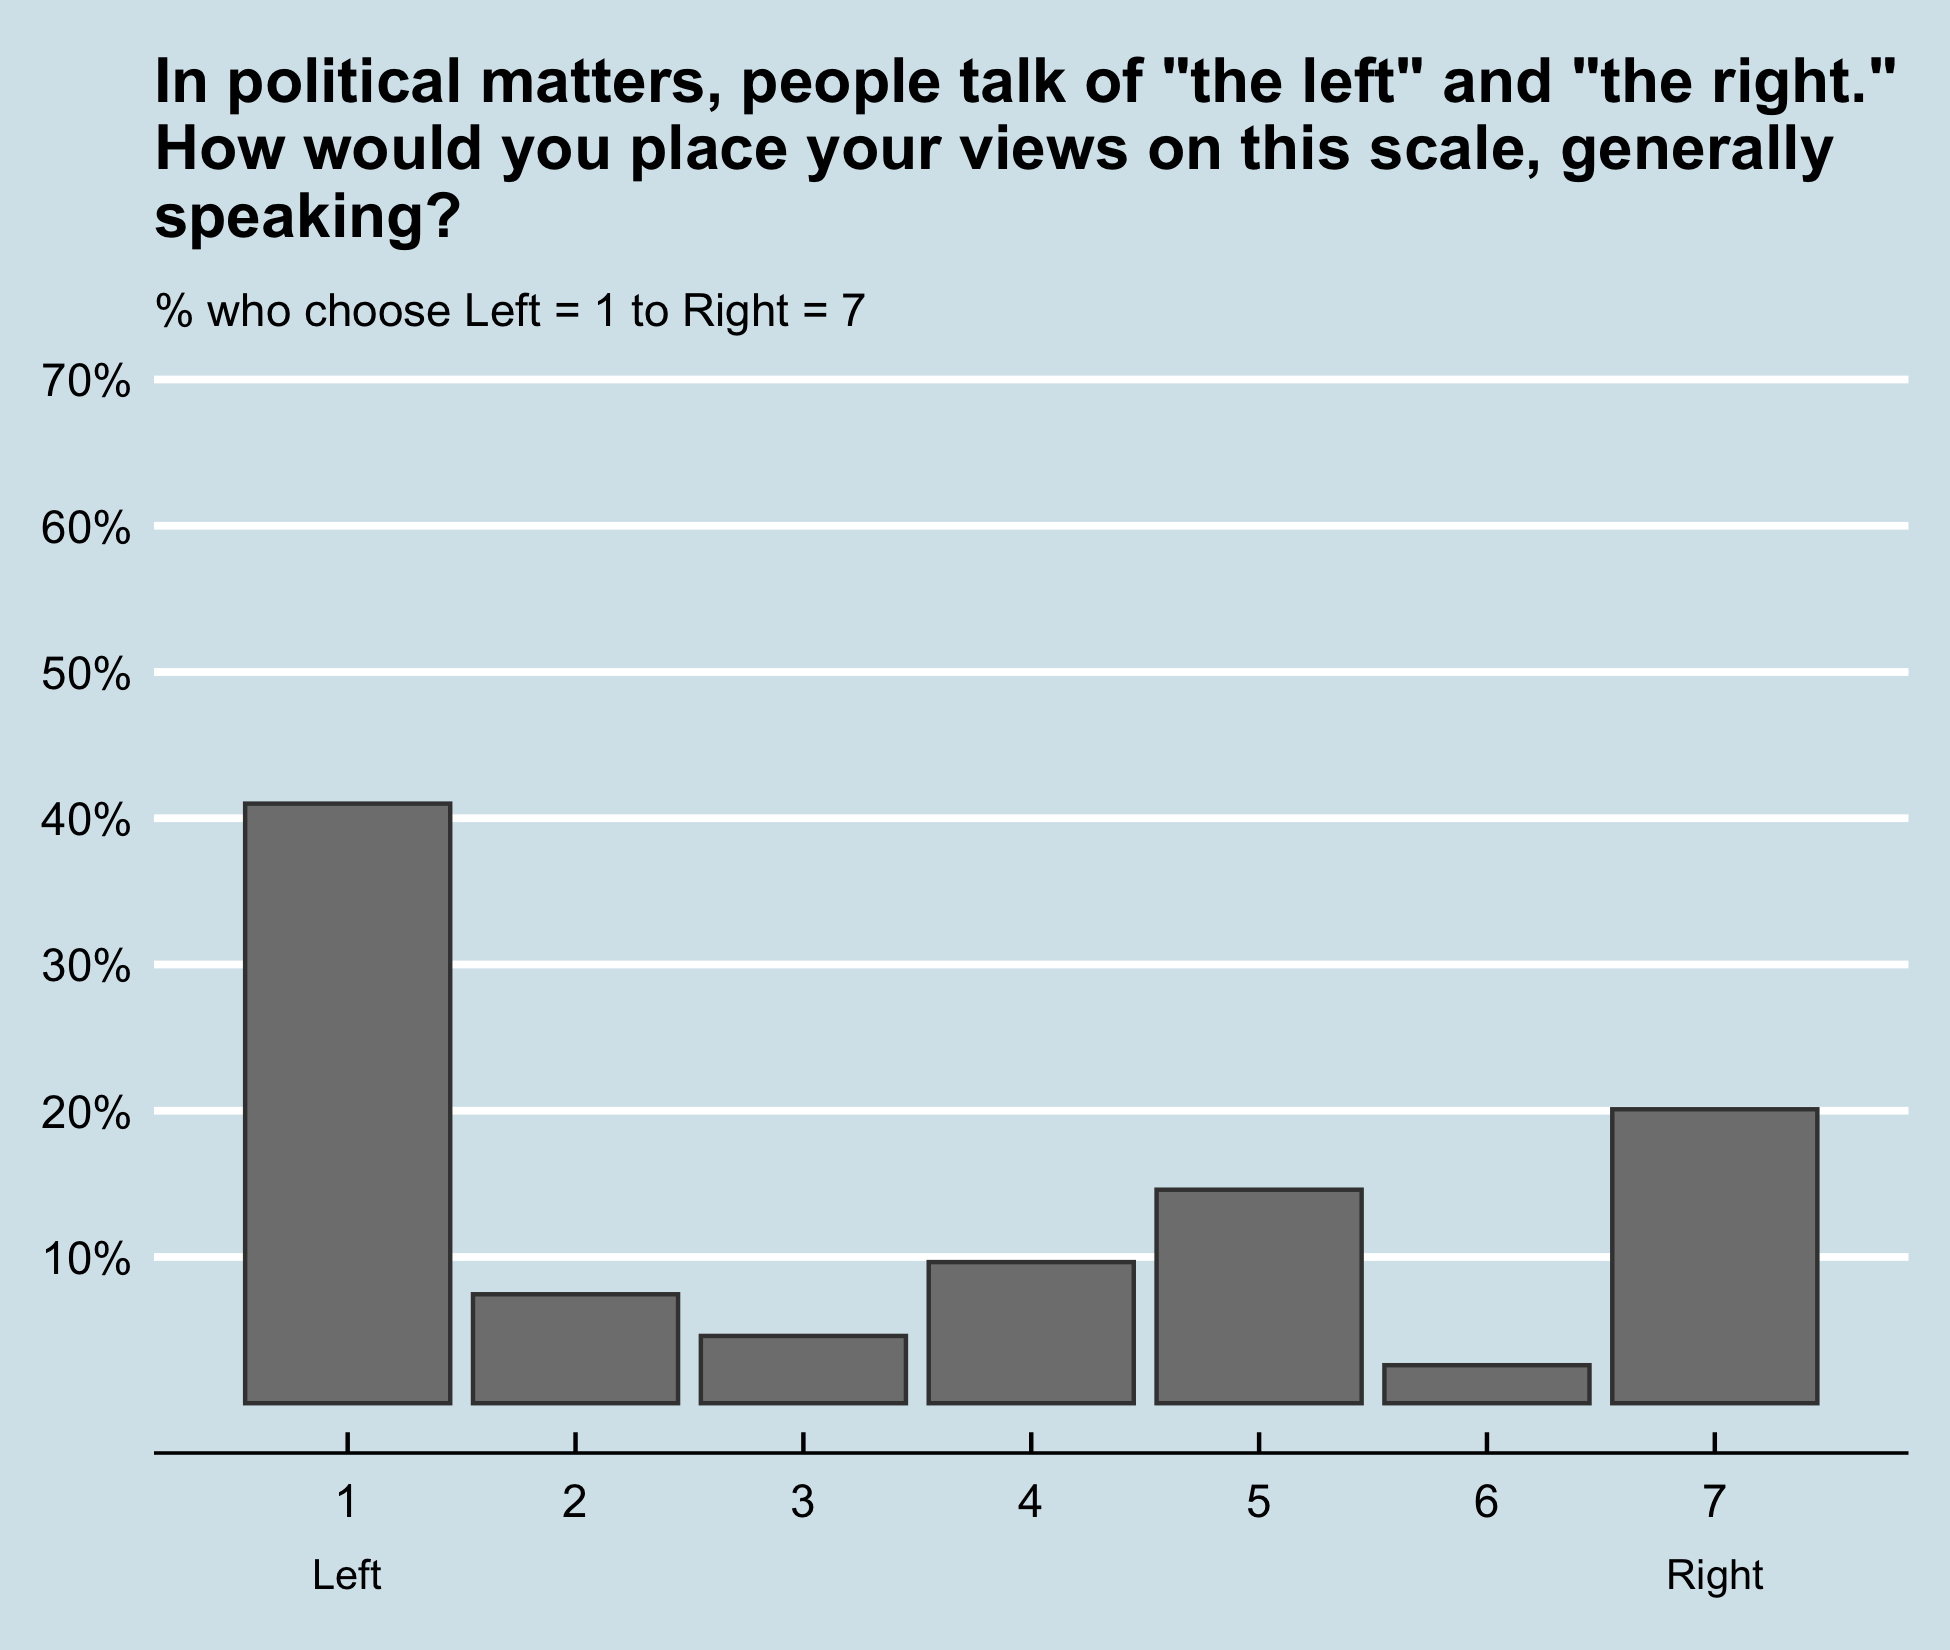 In political matters, people talk of "the left" and "the right."
How would you place your views on this scale, generally
speaking?
% who choose Left = 1 to Right = 7
70%
60%
50%
40%
30%
20%
10%
1 2 3 4 5 6 7
Left Right